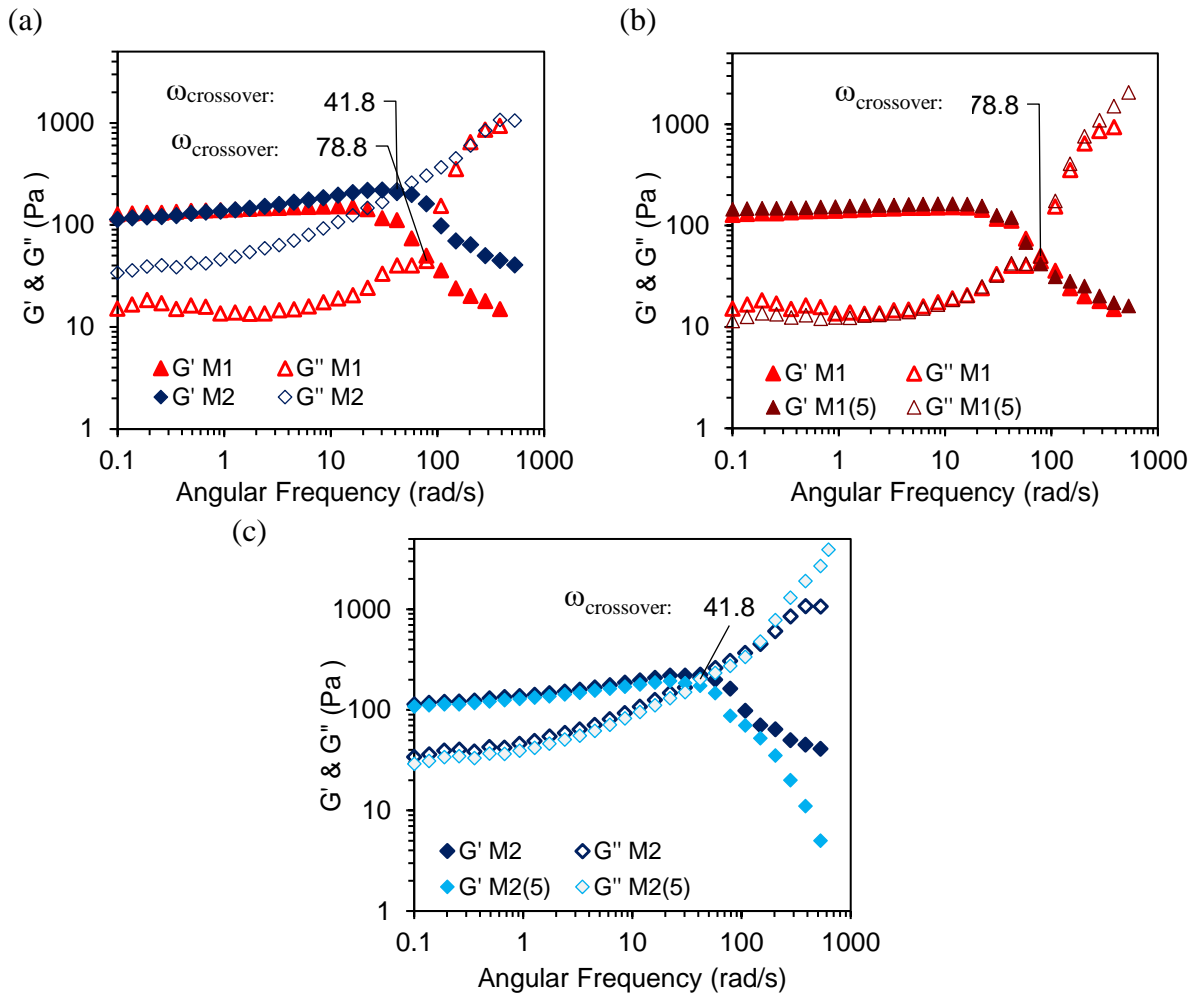 (a)
ωcrossover: 41.8
ωcrossover: 78.8
1000
100
10
1
G' & G'' (Pa )
G' M1 G'' M1
G' M2 G'' M2
0.1 1 10 100 1000
Angular Frequency (rad/s)
(b)
ωcrossover: 78.8
1000
100
10
1
G' & G'' (Pa )
G' M1 G'' M1
G' M1(5) G'' M1(5)
0.1 1 10 100 1000
Angular Frequency (rad/s)
(c)
ωcrossover: 41.8
1000
100
10
1
G' & G'' (Pa )
G' M2 G'' M2
G' M2(5) G'' M2(5)
0.1 1 10 100 1000
Angular Frequency (rad/s)